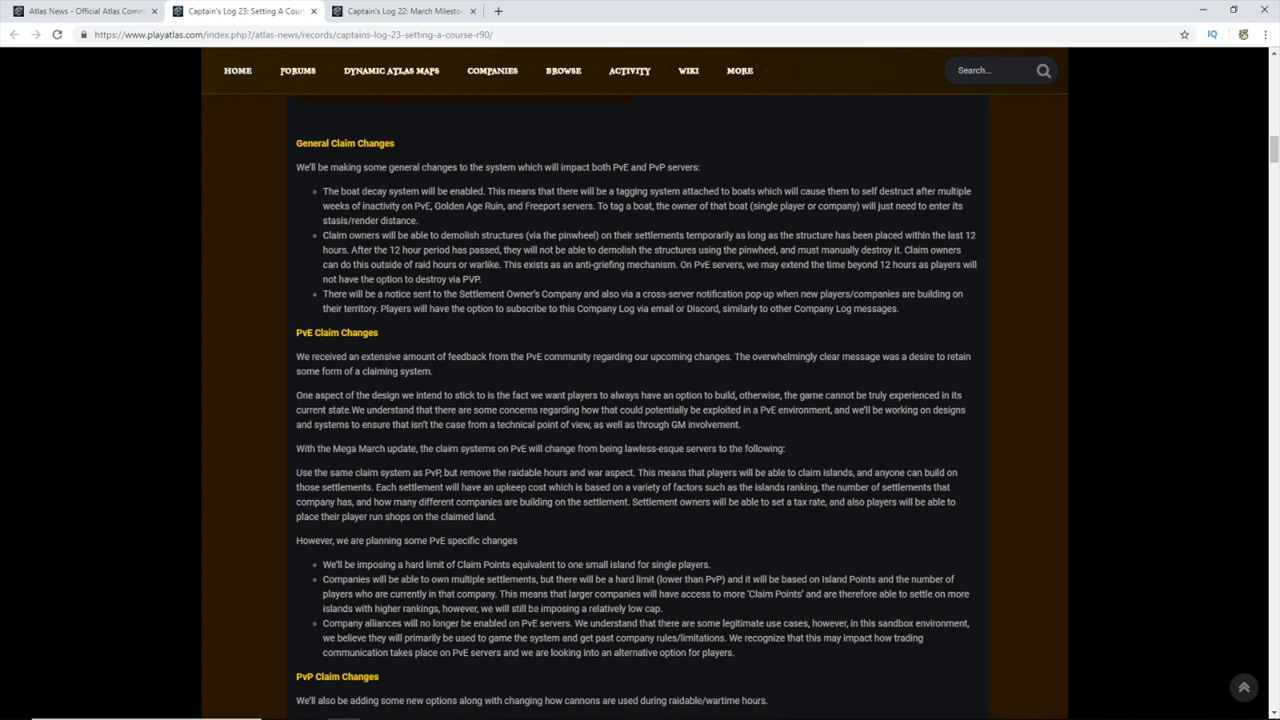 Atlas News - Official Atlas Comm
Captain's Log 23: Setting A Cours
Captain's Log 22: March Mileston
https://www.playatlas.com/index.php?/atlas-news/records/captains-log-23-setting-a-course-r90/
IQ
HOME FORUMS DYNAMIC ATLAS MAPS COMPANIES BROWSE ACTIVITY WIKI MORE Search...
General Claim Changes
We'll be making some general changes to the system which will impact both PvE and PvP servers:
The boat decay system will be enabled. This means that there will be a tagging system attached to boats which will cause them to self destruct after multiple
weeks of inactivity on PvE, Golden Age Ruin, and Freeport servers. To tag a boat, the owner of that boat (single player or company) will just need to enter its
stasis/render distance.
Claim owners will be able to demolish structures (via the pinwheel) on their settlements temporarily as long as the structure has been placed within the last 12
hours. After the 12 hour period has passed, they will not be able to demolish the structures using the pinwheel, and must manually destroy it. Claim owners
can do this outside of raid hours or warlike. This exists as an anti-griefing mechanism. On PvE servers, we may extend the time beyond 12 hours as players will
not have the option to destroy via PVP.
There will be a notice sent to the Settlement Owner's Company and also via a cross-server notification pop-up when new players/companies are building on
their territory. Players will have the option to subscribe to this Company Log via email or Discord, similarly to other Company Log messages.
PvE Claim Changes
We received an extensive amount of feedback from the PvE community regarding our upcoming changes. The overwhelmingly clear message was a desire to retain
some form of a claiming system.
One aspect of the design we intend to stick to is the fact we want players to always have an option to build, otherwise, the game cannot be truly experienced in its
current state.We understand that there are some concerns regarding how that could potentially be exploited in a PvE environment, and we'll be working on designs
and systems to ensure that isn't the case from a technical point of view, as well as through GM involvement.
With the Mega March update, the claim systems on PvE will change from being lawless-esque servers to the following:
Use the same claim system as PvP, but remove the raidable hours and war aspect. This means that players will be able to claim islands, and anyone can build on
those settlements. Each settlement will have an upkeep cost which is based on a variety of factors such as the islands ranking, the number of settlements that
company has, and how many different companies are building on the settlement. Settlement owners will be able to set a tax rate, and also players will be able to
place their player run shops on the claimed land.
However, we are planning some PvE specific changes
We'll be imposing a hard limit of Claim Points equivalent to one small island for single players.
Companies will be able to own multiple settlements, but there will be a hard limit (lower than PvP) and it will be based on Island Points and the number of
players who are currently in that company. This means that larger companies will have access to more 'Claim Points' and are therefore able to settle on more
islands with higher rankings, however, we will still be imposing a relatively low cap.
Company alliances will no longer be enabled on PvE servers. We understand that there are some legitimate use cases, however, in this sandbox environment,
we believe they will primarily be used to game the system and get past company rules/limitations. We recognize that this may impact how trading
communication takes place on PvE servers and we are looking into an alternative option for players.
PvP Claim Changes
We'll also be adding some new options along with changing how cannons are used during raidable/wartime hours.